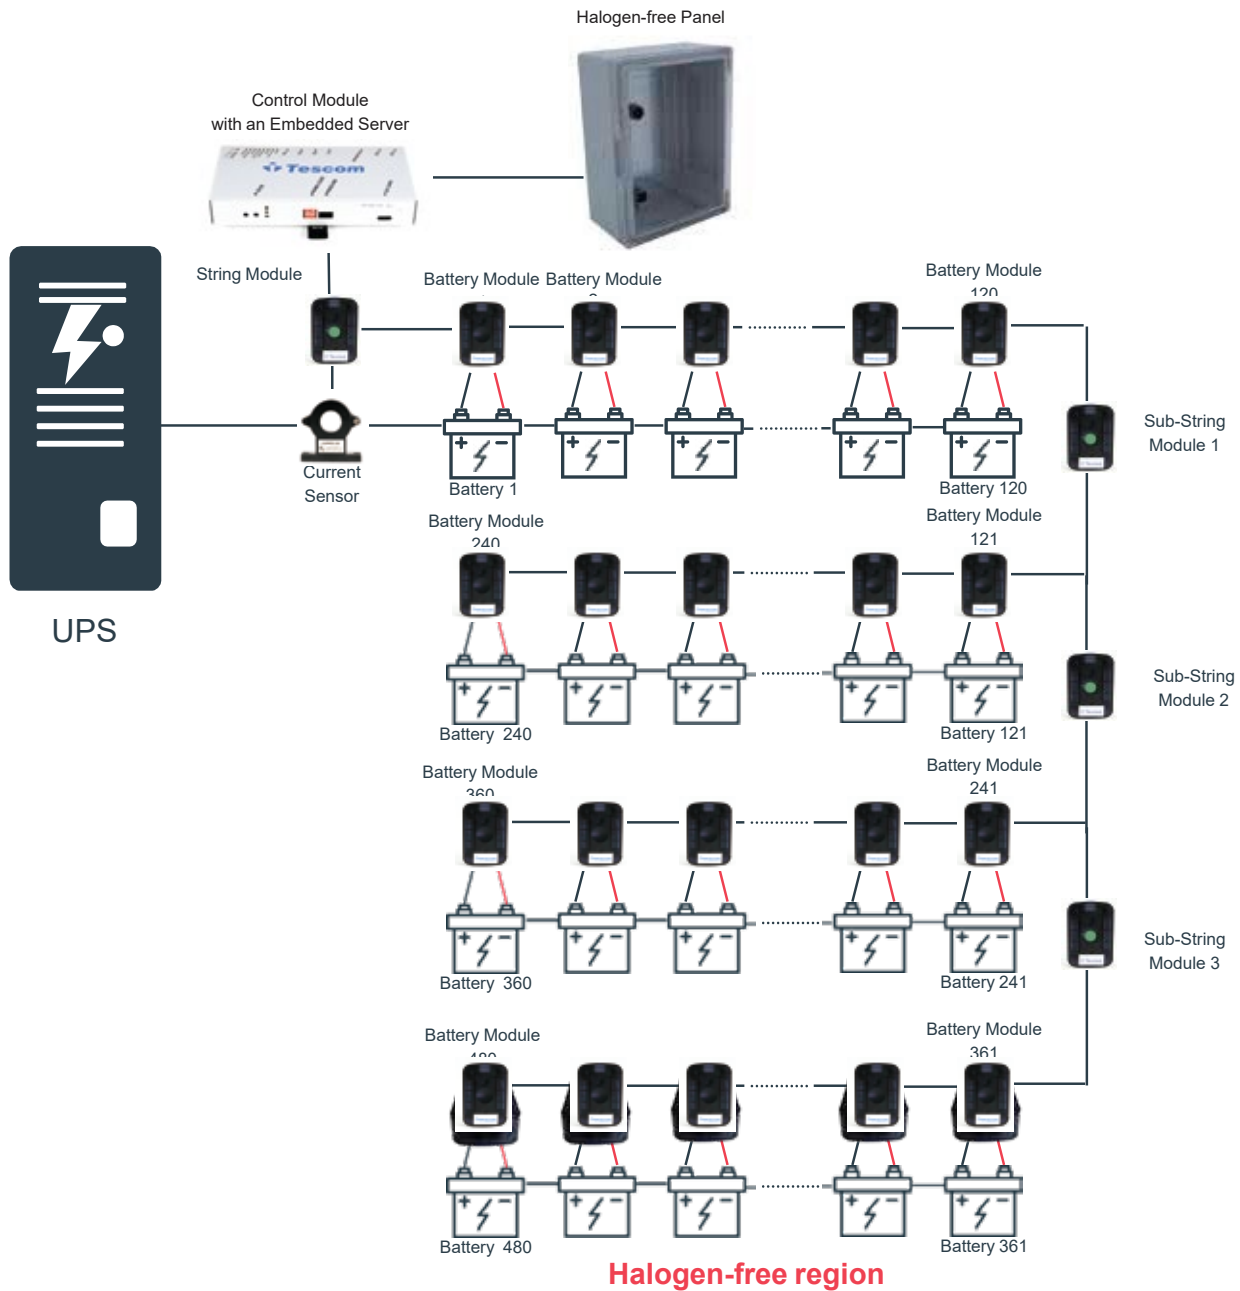 Halogen-free Panel
Control Module
with an Embedded Server
Tescom
String Module
Battery Module
Battery Module
Battery Module
120
Sub-String
Module 1
Current
Sensor
Battery 1
Battery 120
Battery Module
240
Battery Module
121
UPS
Sub-String
Module 2
Battery 240
Battery 121
Battery Module
360
Battery Module
241
Sub-String
Module 3
Battery 360
Battery 241
Battery Module
480
Battery Module
361
Battery 480
Battery 361
Halogen-free region